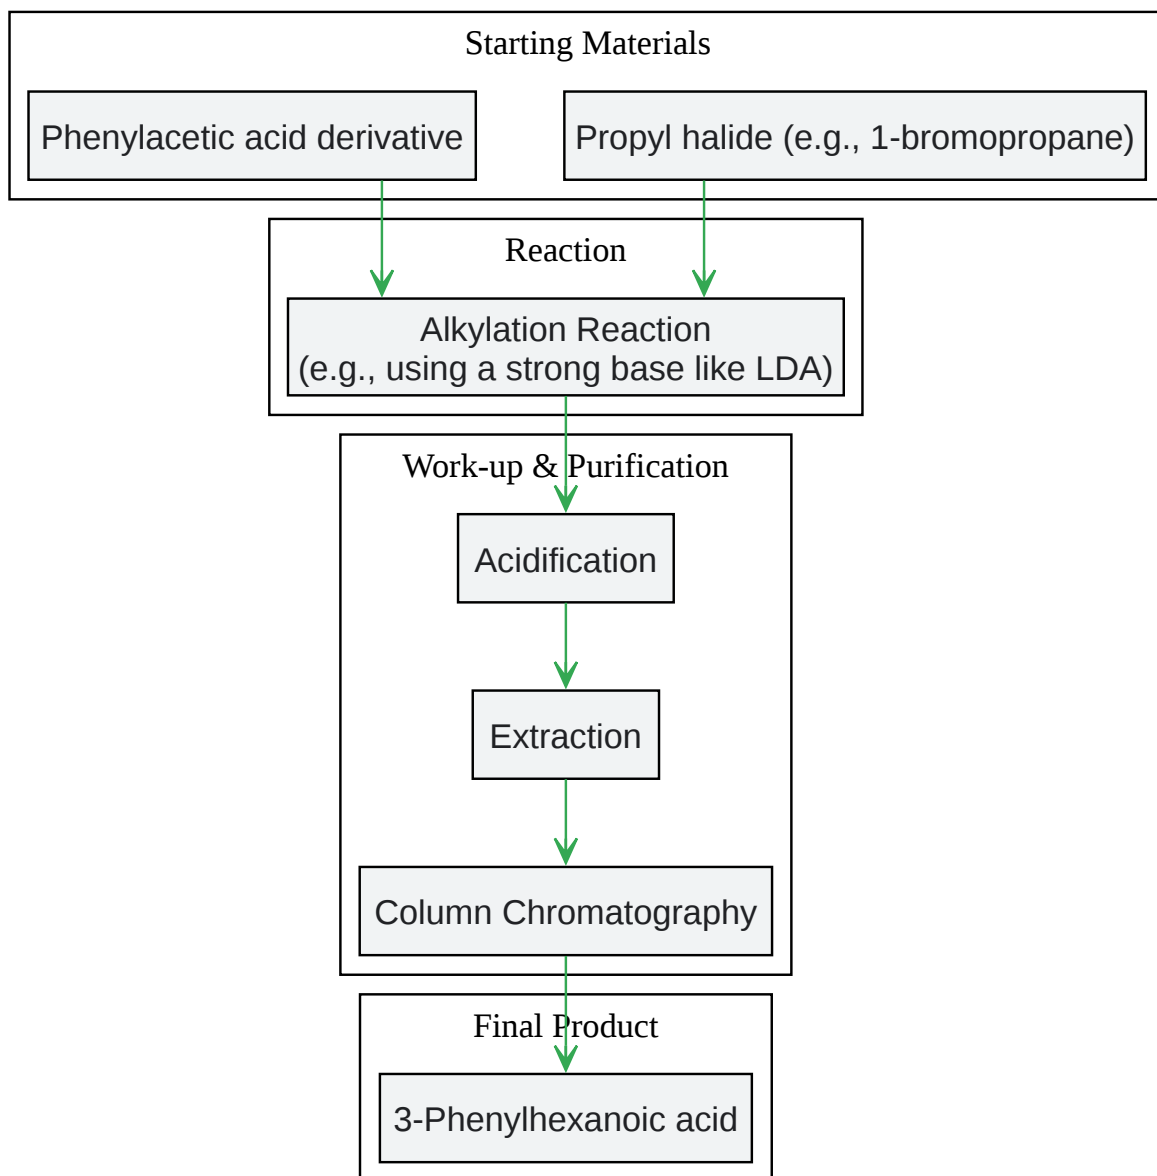 Starting Materials
Phenylacetic acid derivative
Propyl halide (e.g., 1-bromopropane)
Reaction
Alkylation Reaction
(e.g., using a strong base like LDA)
Work-up & Purification
Acidification
Extraction
Column Chromatography
Final Product
3-Phenylhexanoic acid